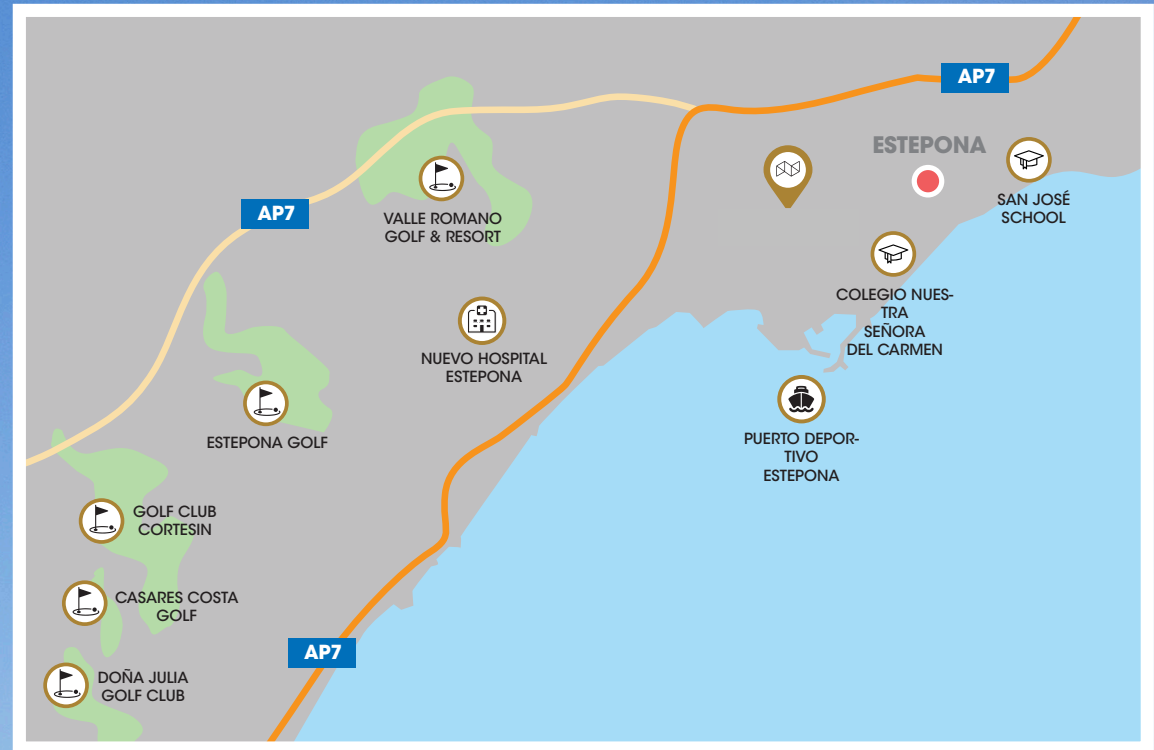 AP7
ESTEPONA
SAN JOSÉ
SCHOOL
AP7
VALLE ROMANO
GOLF & RESORT
COLEGIO NUES-
TRA
SEÑORA
DEL CARMEN
NUEVO HOSPITAL
ESTEPONA
ESTEPONA GOLF
PUERTO DEPOR-
TIVO
ESTEPONA
GOLF CLUB
CORTESIN
CASARES COSTA
GOLF
AP7
DOÑA JULIA
GOLF CLUB